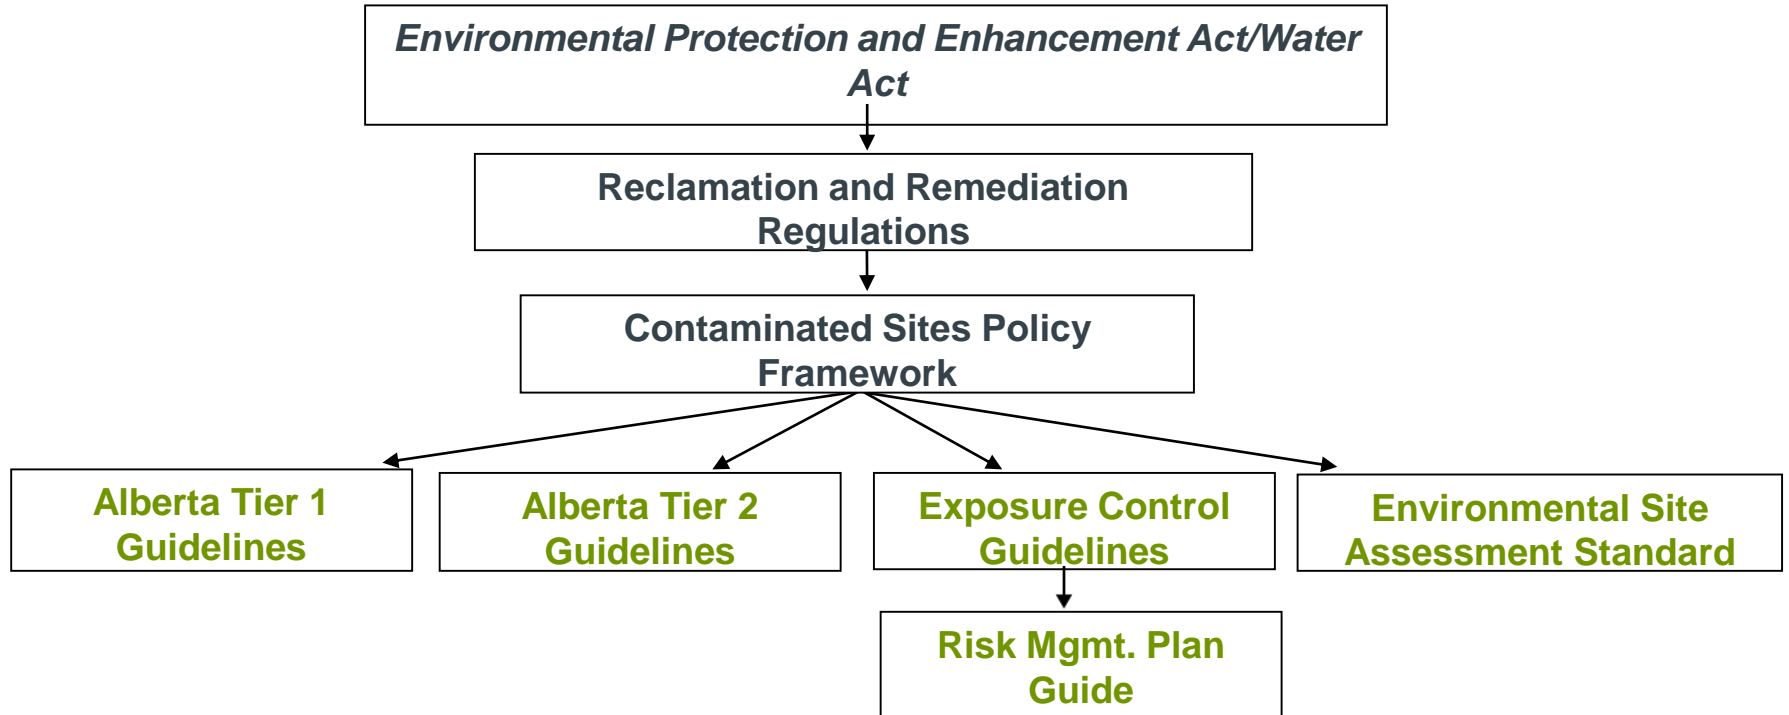 Environmental Protection and Enhancement Act/Water
Act
Reclamation and Remediation
Regulations
Contaminated Sites Policy
Framework
Alberta Tier 1
Guidelines
Alberta Tier 2
Guidelines
Exposure Control
Guidelines
Environmental Site
Assessment Standard
Risk Mgmt. Plan
Guide